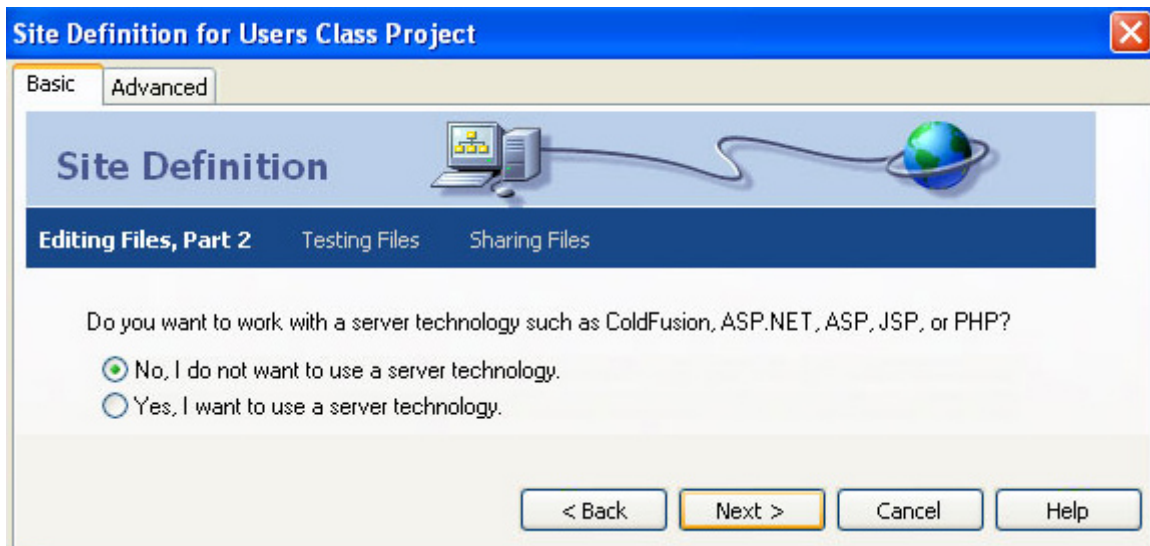 Site Definition for Users Class Project
Basic Advanced
Site Definition
Editing Files, Part 2 Testing Files Sharing Files
Do you want to work with a server technology such as ColdFusion, ASP.NET, ASP, JSP, or PHP?
No, I do not want to use a server technology.
Yes, I want to use a server technology.
< Back Next > Cancel Help